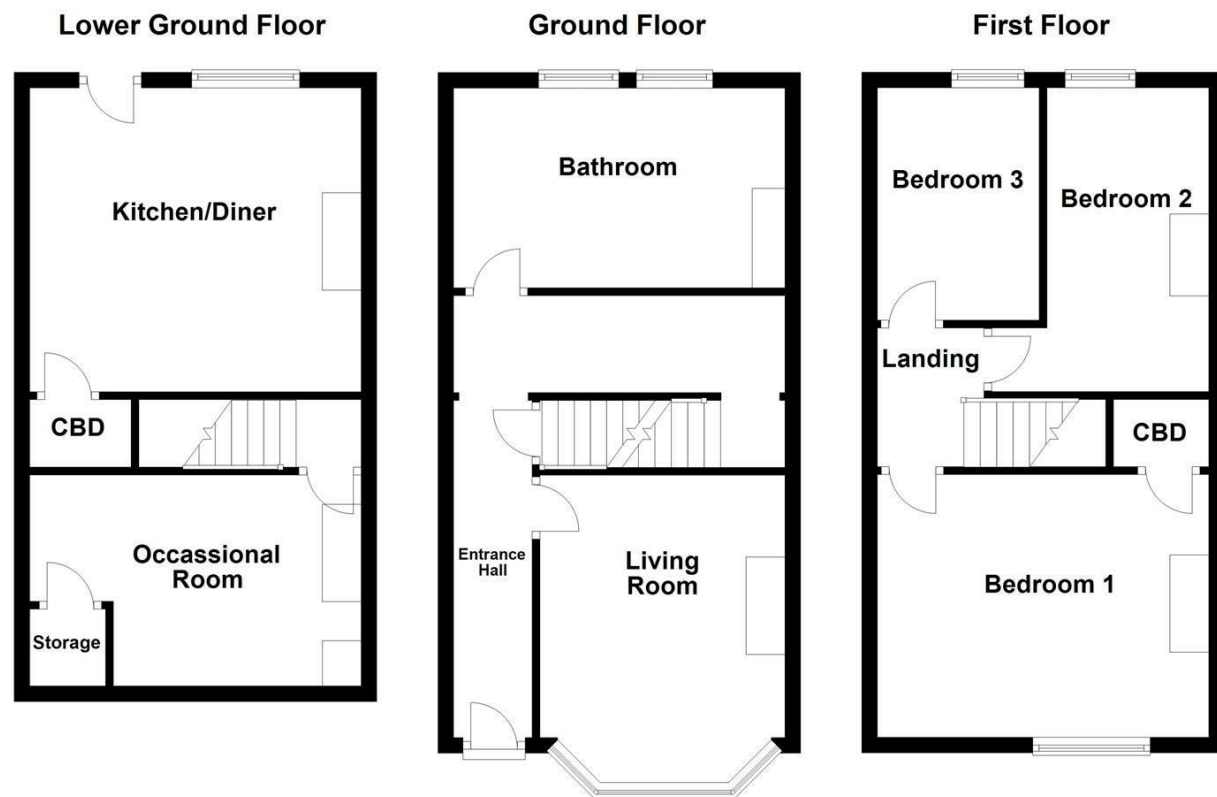 Lower Ground Floor
Kitchen/Diner
CBD
Occassional
Room
Storage
Ground Floor
Bathroom
Entrance
Hall
Living
Room
First Floor
Bedroom 3
Bedroom 2
Landing
CBD
Bedroom 1